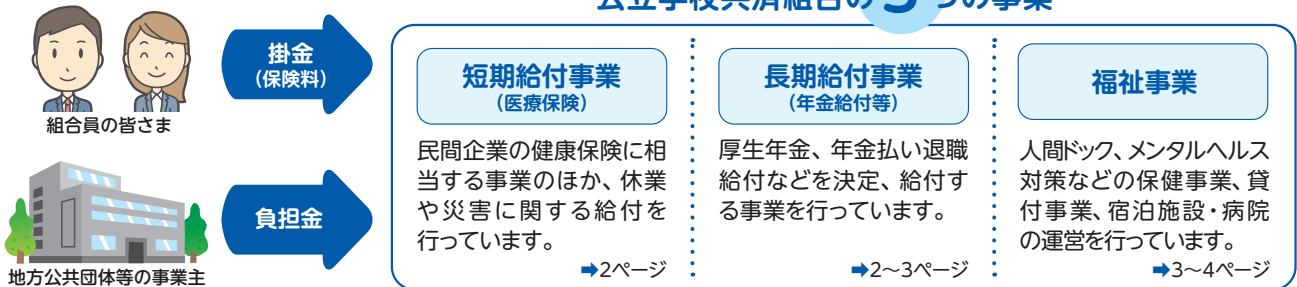 公立学校共済組合の3つの事業
掛金
(保険料)
組合員の皆さま
負担金
地方公共団体等の事業主
短期給付事業
(医療保険)
民間企業の健康保険に相
当する事業のほか、休業
や災害に関する給付を
行っています。
➡2ページ
長期給付事業
(年金給付等)
厚生年金、年金払い退職
給付などを決定、給付す
る事業を行っています。
➡2〜3ページ
福祉事業
人間ドック、メンタルヘルス
対策などの保健事業、貸
付事業、宿泊施設・病院
の運営を行っています。
➡3〜4ページ